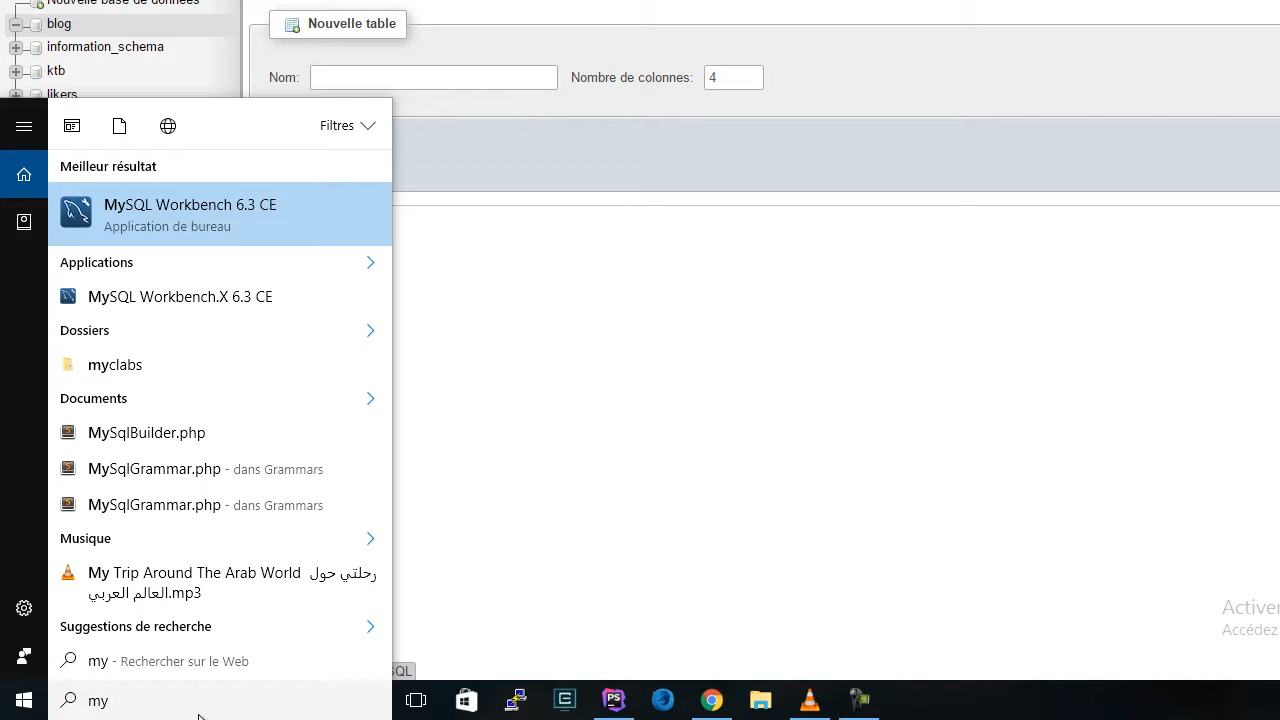 Nouvelle base de données
blog
information_schema
ktb
likers
Nouvelle table
Nom:
Nombre de colonnes: 4
Filtres
Meilleur résultat
MySQL Workbench 6.3 CE
Application de bureau
Applications
MySQL Workbench.X 6.3 CE
Dossiers
myclabs
Documents
MySqlBuilder.php
MySqlGrammar.php - dans Grammars
MySqlGrammar.php - dans Grammars
Musique
My Trip Around The Arab World رحلتي حول
العالم العربي.mp3
Suggestions de recherche
my - Rechercher sur le Web
my
SQL
PS
Activer
Accédez